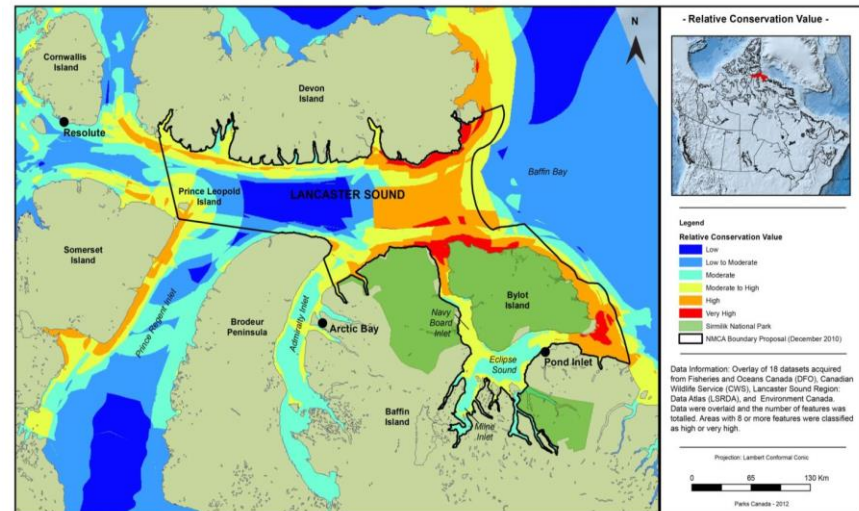 Cornwallis
Island
Resolute
Devon
Island
N
Prince Leopold
Island
LANCASTER SOUND
Baffin Bay
Somerset
Island
Prince Regent Inlet
Brodeur
Peninsula
Admiralty Inlet
Arctic Bay
Navy
Board
Inlet
Bylot
Island
Eclipse
Sound
Pond Inlet
Baffin
Island
Milne
Inlet
- Relative Conservation Value -
Legend
Relative Conservation Value
Low
Low to Moderate
Moderate
Moderate to High
High
Very High
Sirmilik National Park
NMCA Boundary Proposal (December 2010)
Data Information: Overlay of 18 datasets acquired
from Fisheries and Oceans Canada (DFO), Canadian
Wildlife Service (CWS), Lancaster Sound Region:
Data Atlas (LSRDA), and Environment Canada.
Data were overlaid and the number of features was
totalled. Areas with 8 or more features were classified
as high or very high.
Projection: Lambert Conformal Conic
0 65 130 Km
Parks Canada - 2012